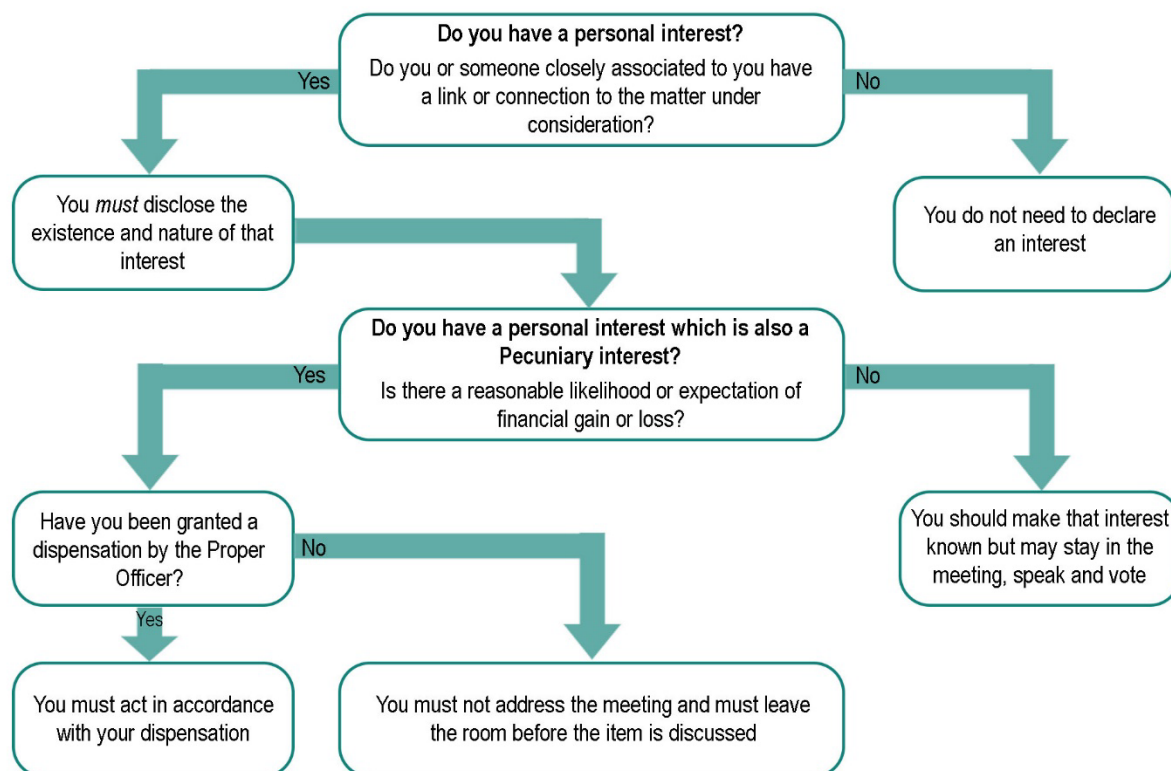 Do you have a personal interest?
Do you or someone closely associated to you have
a link or connection to the matter under
consideration?
Yes
No
You must disclose the
existence and nature of that
interest
You do not need to declare
an interest
Do you have a personal interest which is also a
Pecuniary interest?
Is there a reasonable likelihood or expectation of
financial gain or loss?
Yes
No
Have you been granted a
dispensation by the Proper
Officer?
No
You should make that interest
known but may stay in the
meeting, speak and vote
Yes
You must act in accordance
with your dispensation
You must not address the meeting and must leave
the room before the item is discussed